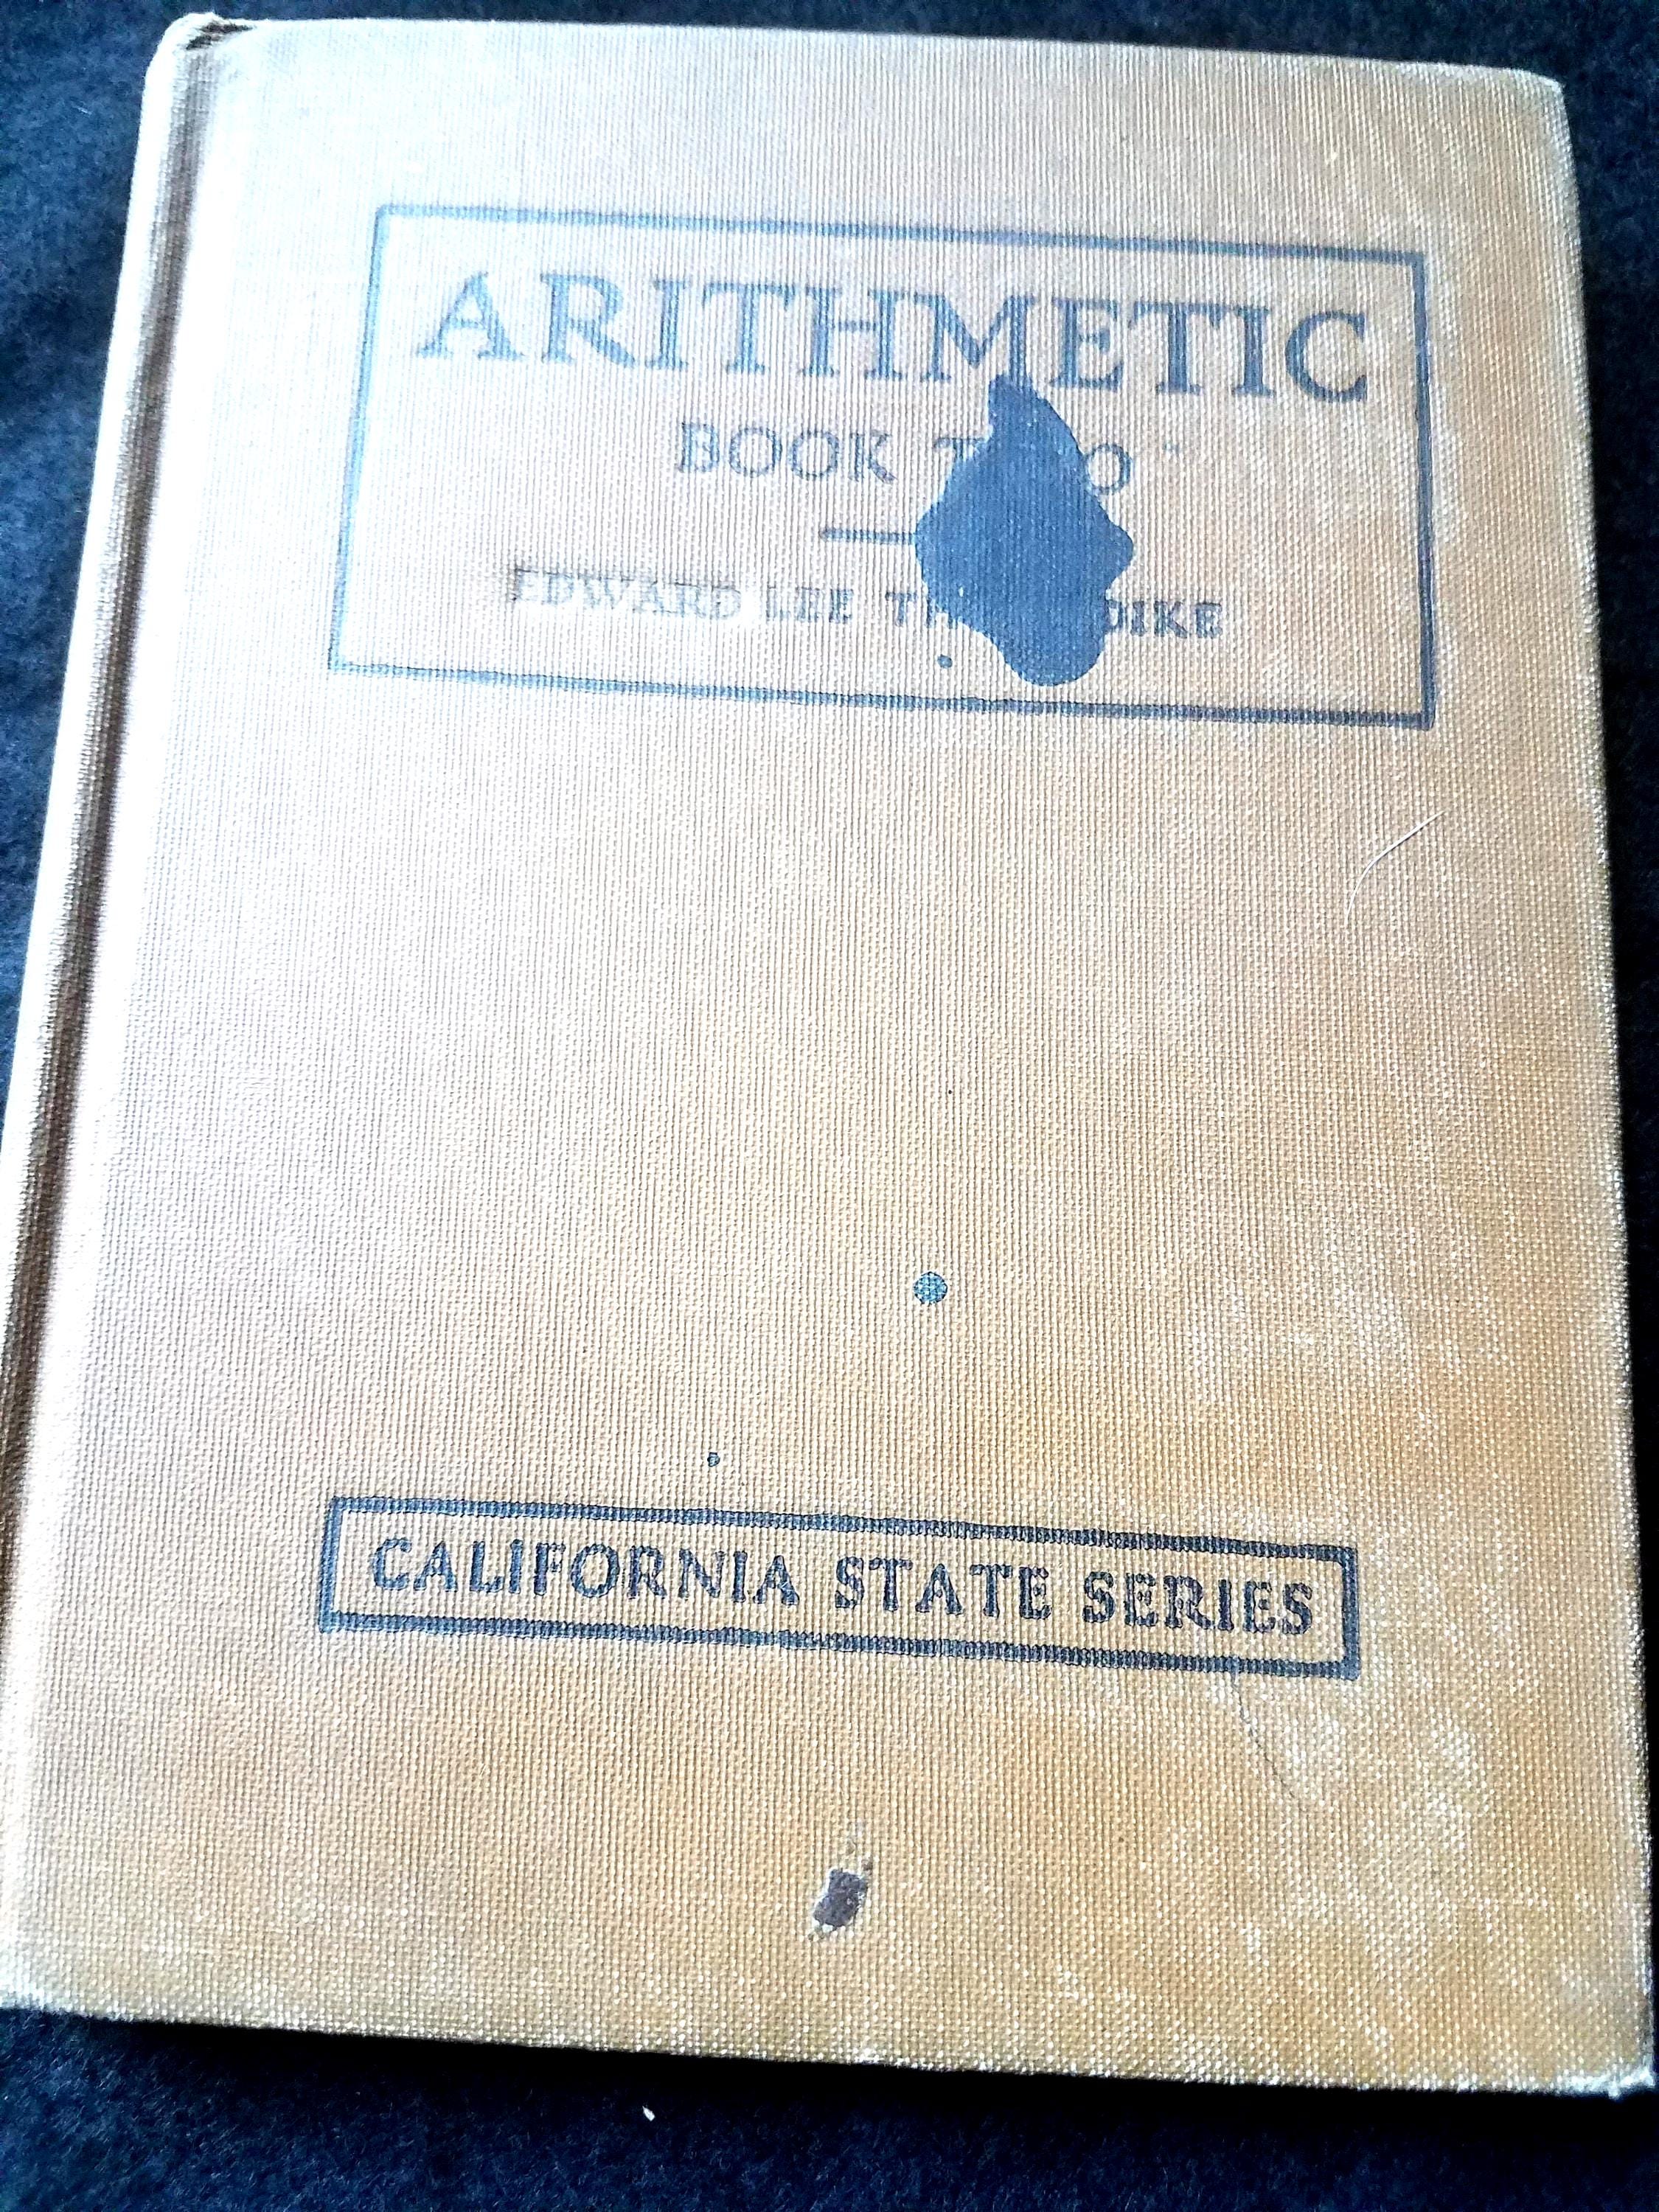 ARITHMETIC
BOOK
EDWARD LEE
CALIFORNIA STATE SERIES